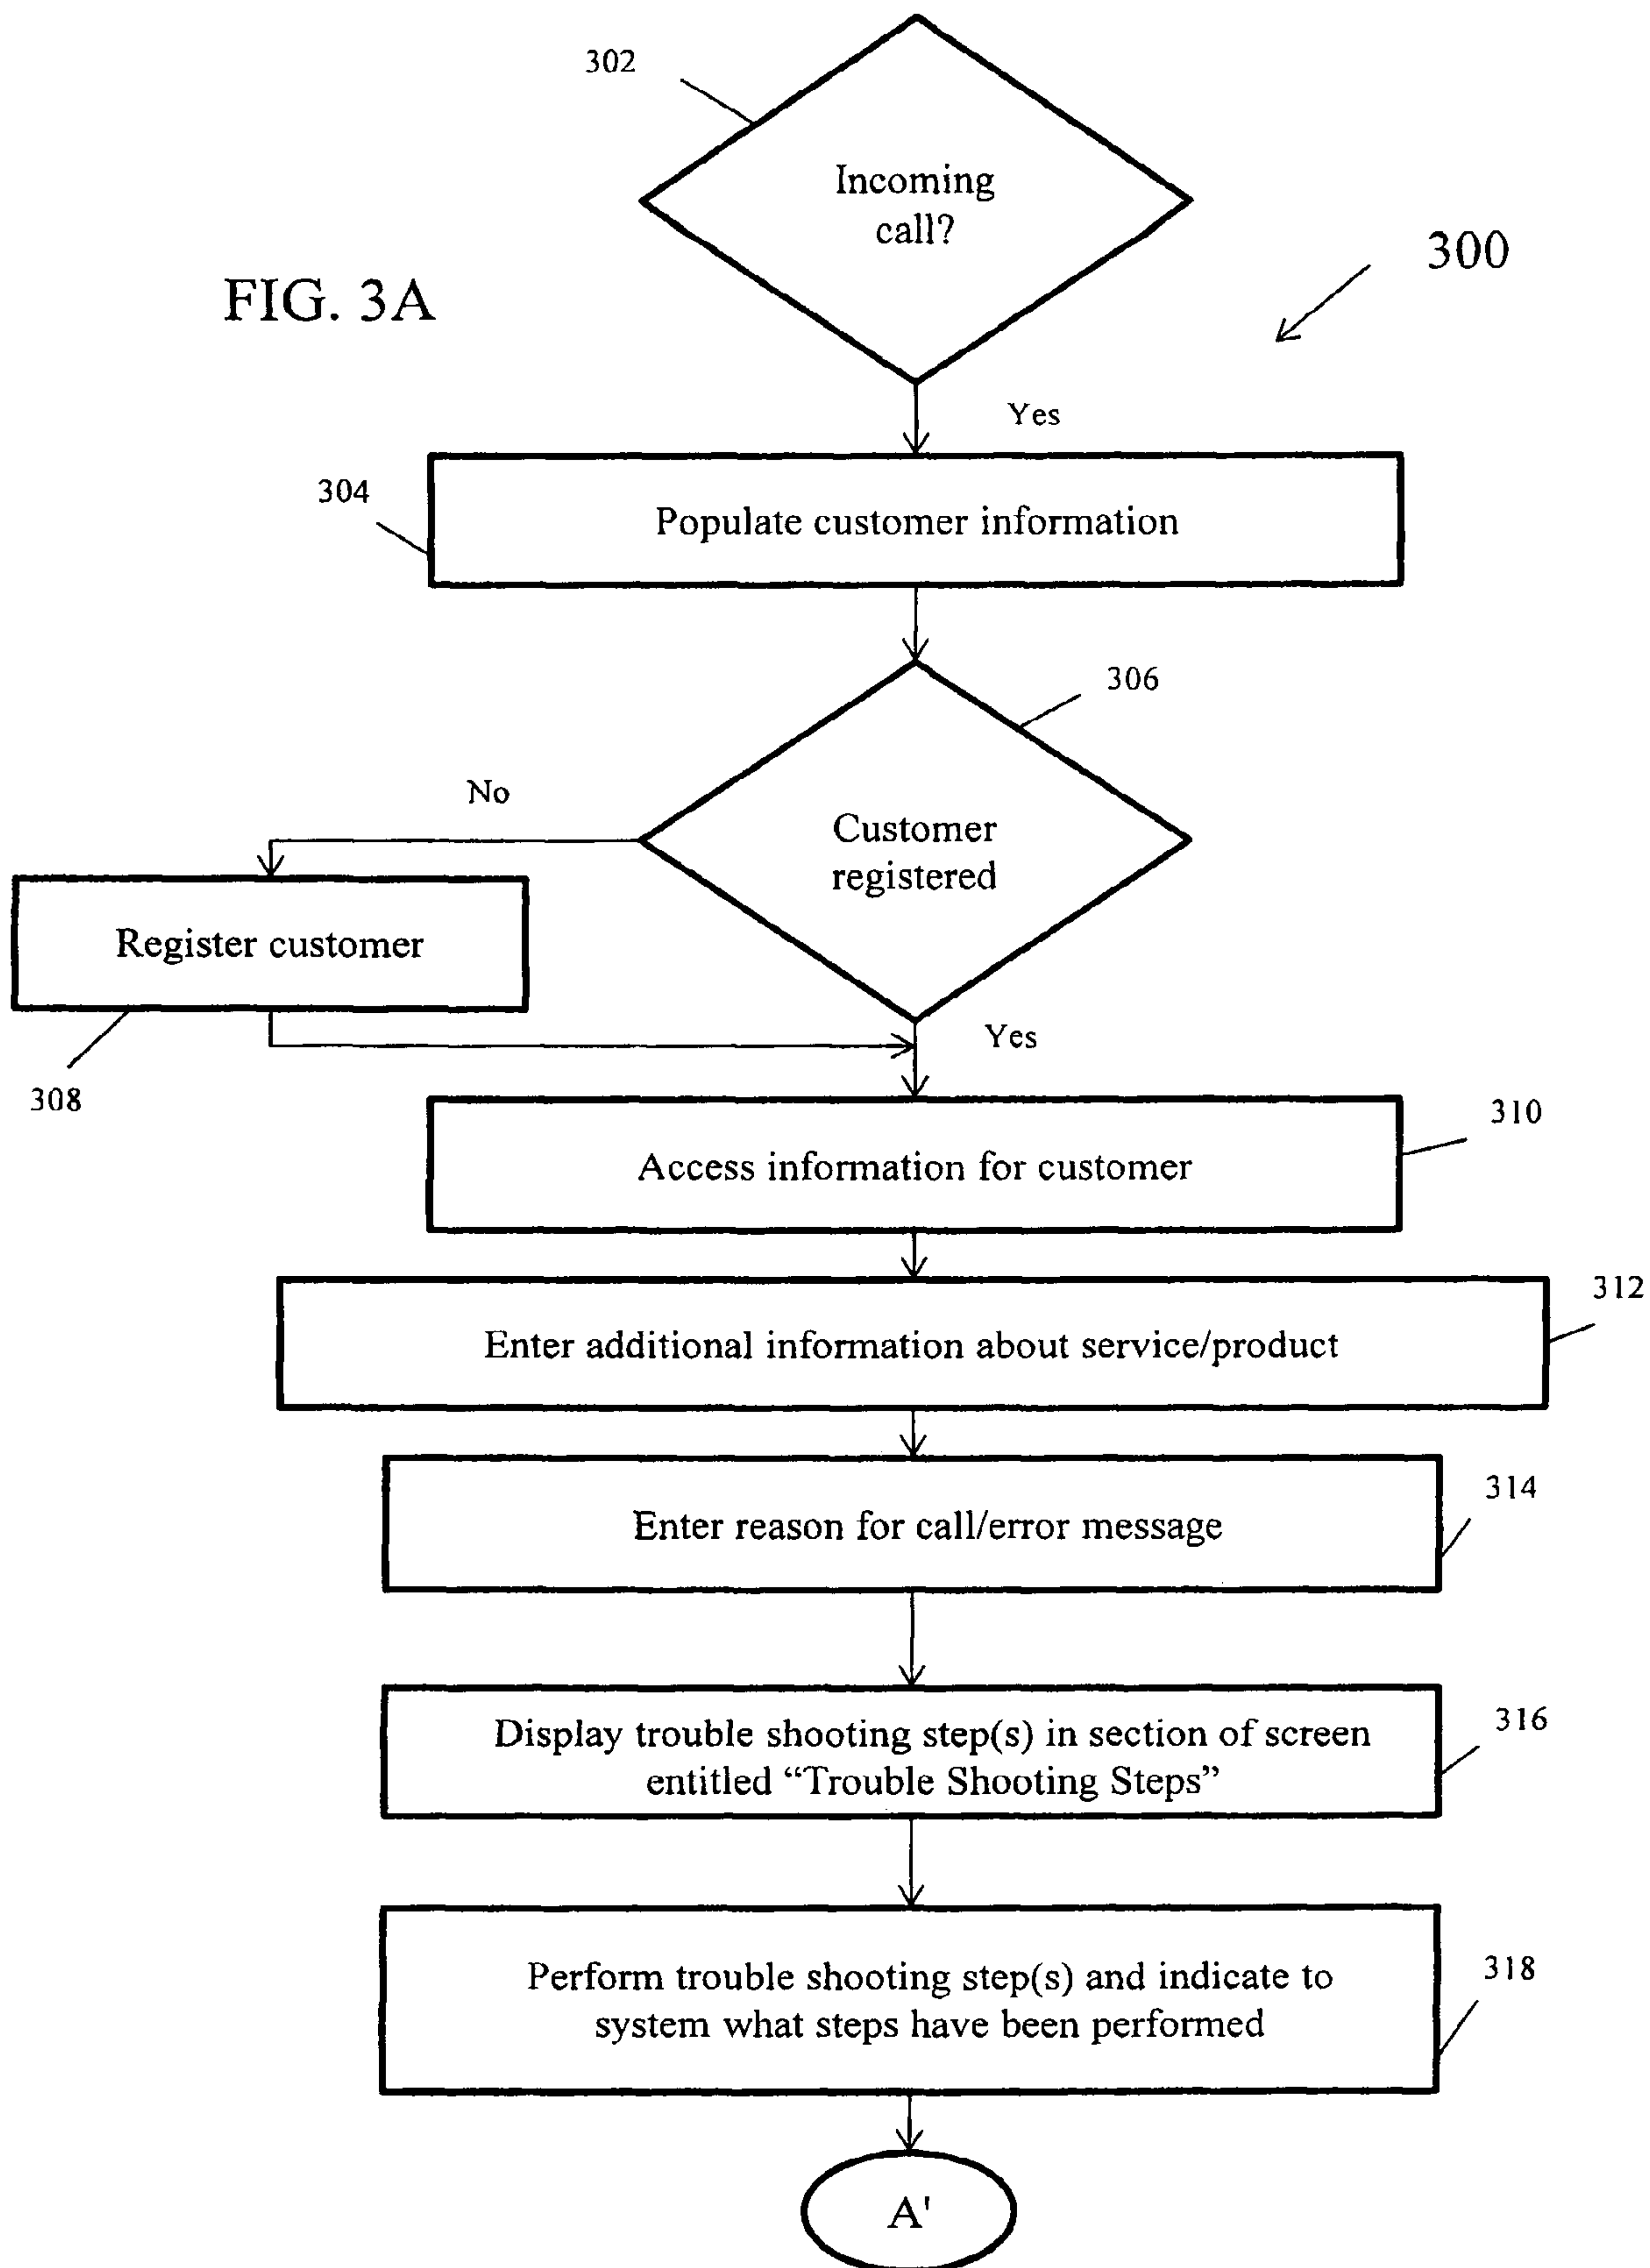 302
Incoming
call?
300
FIG. 3A
Yes
304
Populate customer information
306
No
Customer
registered
Register customer
Yes
308
310
Access information for customer
312
Enter additional information about service/product
314
Enter reason for call/error message
316
Display trouble shooting step(s) in section of screen
entitled “Trouble Shooting Steps”
318
Perform trouble shooting step(s) and indicate to
system what steps have been performed
A'